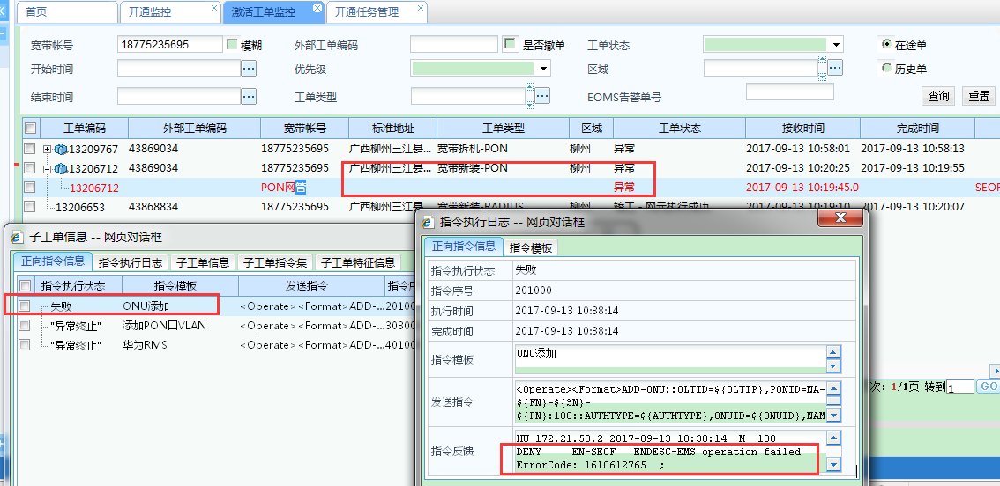 首页 开通监控 激活工单监控 开通任务管理
宽带帐号 18775235695 模糊 外部工单编码 是否撤单 工单状态 在途单
开始时间 优先级 区域 历史单
结束时间 工单类型 EOMS告警单号 查询 重置
工单编码 外部工单编码 宽带帐号 标准地址 工单类型 区域 工单状态 接收时间 完成时间
13209767 43869034 18775235695 广西柳州三江县... 宽带拆机-PON 柳州 异常 2017-09-13 10:58:01 2017-09-13 10:58:13
13206712 43869034 18775235695 广西柳州三江县... 宽带新装-PON 柳州 异常 2017-09-13 10:20:25 2017-09-13 10:19:55
13206712 PON网管 异常 2017-09-13 10:19:45.0 SEOF
13206653 43868834 18775235695 广西柳州三江县 宽带新装-RADIUS 柳州 竣工 - 网元执行成功 2017-09-13 10:19:10 2017-09-13 10:20:07
子工单信息 -- 网页对话框
正向指令信息 指令执行日志 子工单信息 子工单指令集 子工单特征信息
指令执行状态 指令模板 发送指令 指令序
失败 ONU添加 <Operate><Format>ADD-... 20100
"异常终止" 添加PON口VLAN <Operate><Format>ADD-... 30300
"异常终止" 华为RMS <Operate><Format>ADD-... 40100
指令执行日志 -- 网页对话框
正向指令信息 指令模板
指令执行状态 失败
指令序号 201000
执行时间 2017-09-13 10:38:14
完成时间 2017-09-13 10:38:14
指令模板 ONU添加
发送指令 <Operate><Format>ADD-ONU::OLTID=${OLTIP},PONID=NA-
${FN}-${SN}-
${PN}:100::AUTHTYPE=${AUTHTYPE},ONUID=${ONUID},NAM
指令反馈 HW 172.21.50.2 2017-09-13 10:38:14 M 100
DENY EN=SEOF ENDESC=EMS operation failed
ErrorCode: 1610612765 ;
次: 1/1页 转到 1 GO